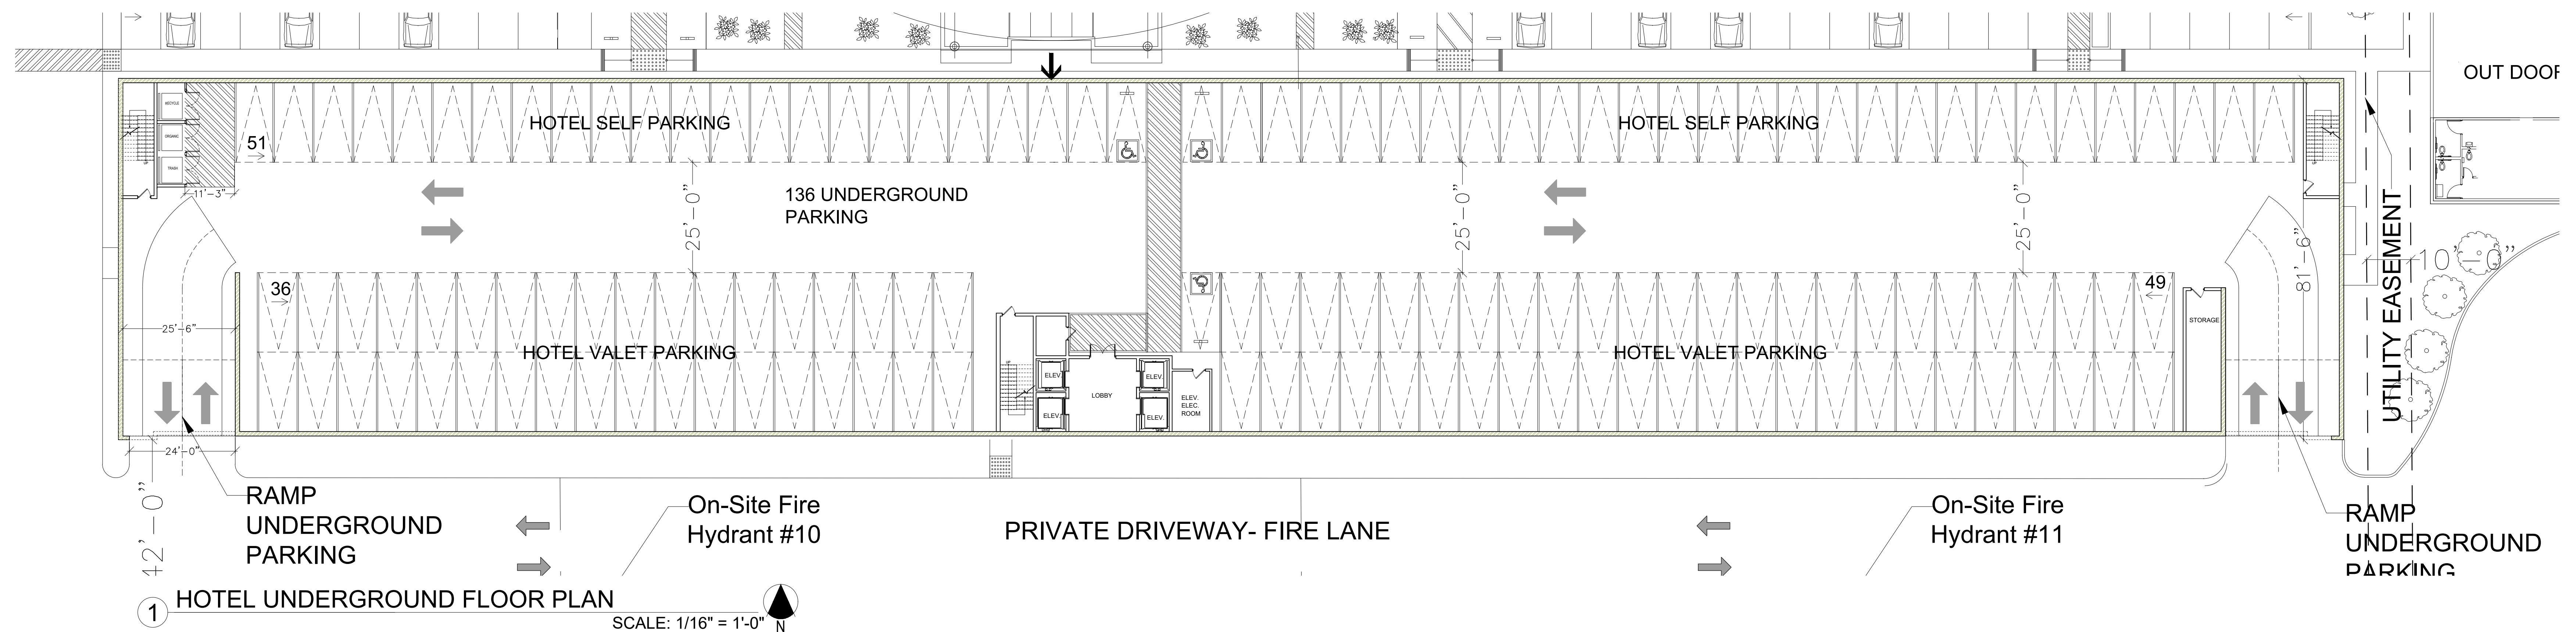 OUT DOOF
RECYCLE
ORGANIC
TRASH
HOTEL SELF PARKING
HOTEL SELF PARKING
51
11'-3"
136 UNDERGROUND
PARKING
25'-0"
25'-0"
25'-0"
81'-6"
UTILITY EASEMENT
10'-0"
36
49
25'-6"
STORAGE
HOTEL VALET PARKING
HOTEL VALET PARKING
UP
ELEV.
ELEV.
ELEV.
ELEV.
LOBBY
ELEV.
ELEC.
ROOM
24'-0"
42'-0"
RAMP
UNDERGROUND
PARKING
On-Site Fire
Hydrant #10
PRIVATE DRIVEWAY- FIRE LANE
On-Site Fire
Hydrant #11
RAMP
UNDERGROUND
PARKING
1
HOTEL UNDERGROUND FLOOR PLAN
SCALE: 1/16" = 1'-0"
N